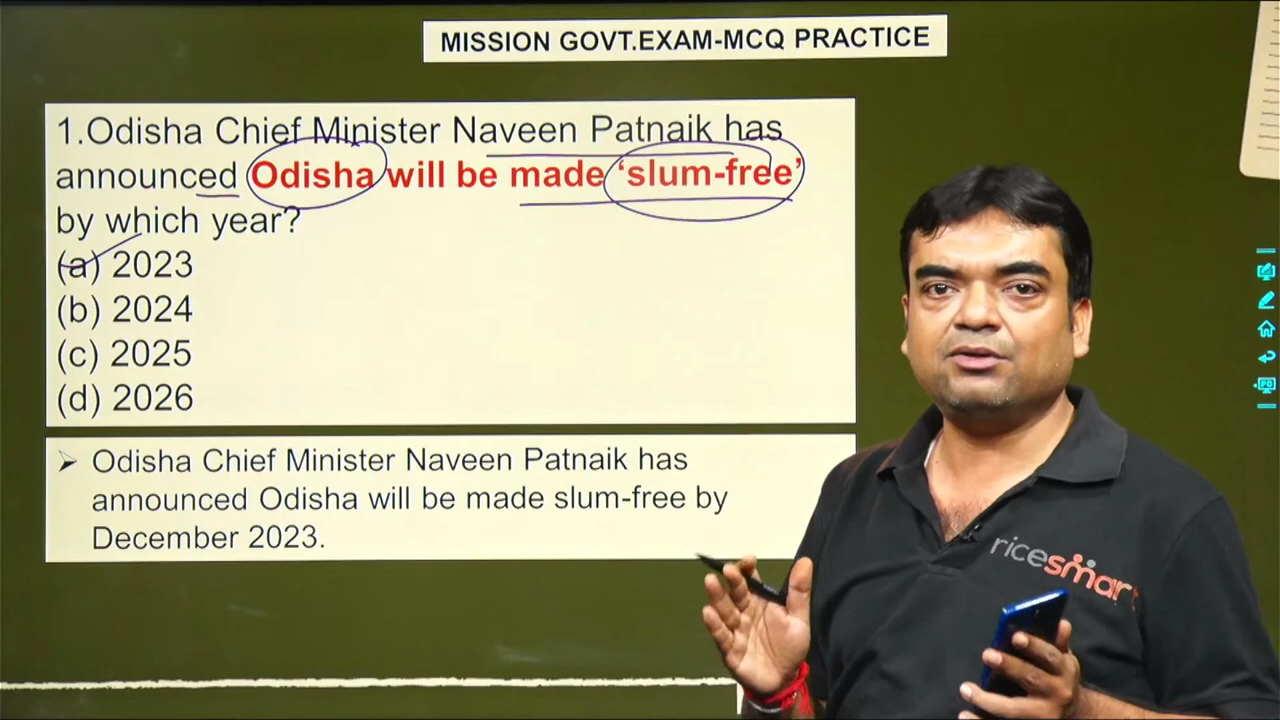 MISSION GOVT.EXAM-MCQ PRACTICE
1.Odisha Chief Minister Naveen Patnaik has
announced Odisha will be made ‘slum-free’
by which year?
(a) 2023
(b) 2024
(c) 2025
(d) 2026
➤ Odisha Chief Minister Naveen Patnaik has
announced Odisha will be made slum-free by
December 2023.
ricesmart